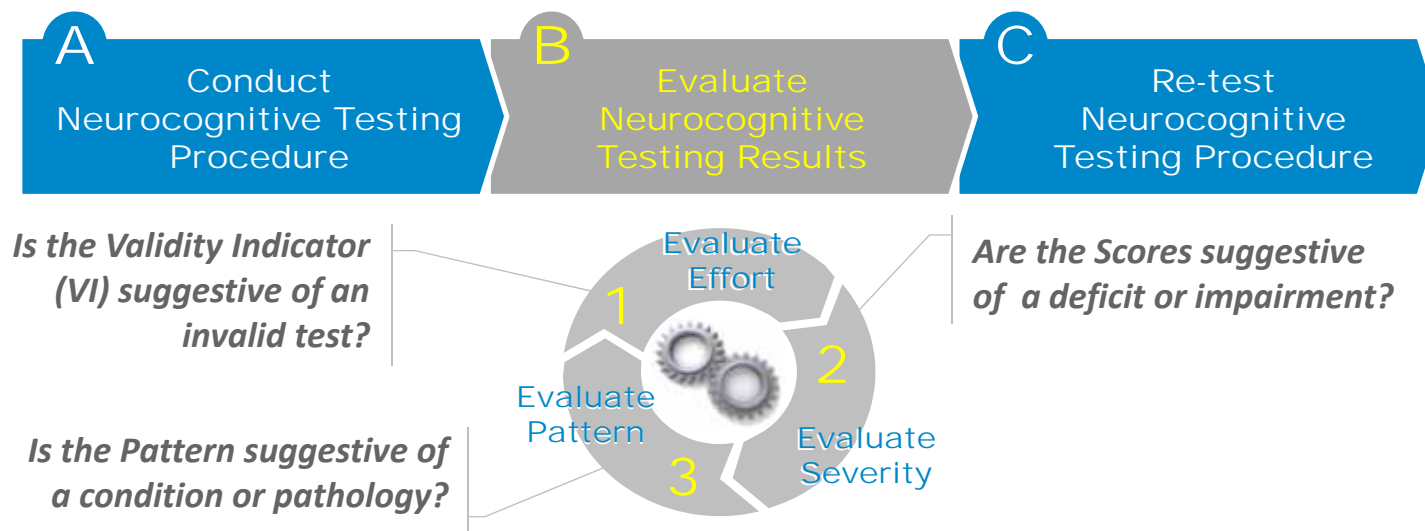 A
Conduct
Neurocognitive Testing
Procedure
B
Evaluate
Neurocognitive
Testing Results
C
Re-test
Neurocognitive
Testing Procedure
Is the Validity Indicator
(VI) suggestive of an
invalid test?
1
Evaluate
Effort
Are the Scores suggestive
of a deficit or impairment?
2
Evaluate
Severity
Evaluate
Pattern
3
Is the Pattern suggestive of
a condition or pathology?